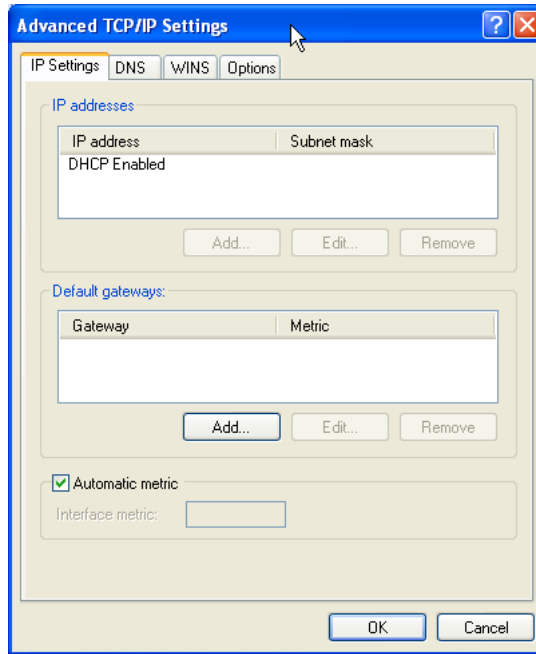 Advanced TCP/IP Settings
IP Settings DNS WINS Options
IP addresses
IP address Subnet mask
DHCP Enabled
Add... Edit... Remove
Default gateways:
Gateway Metric
Add... Edit... Remove
Automatic metric
Interface metric:
OK Cancel